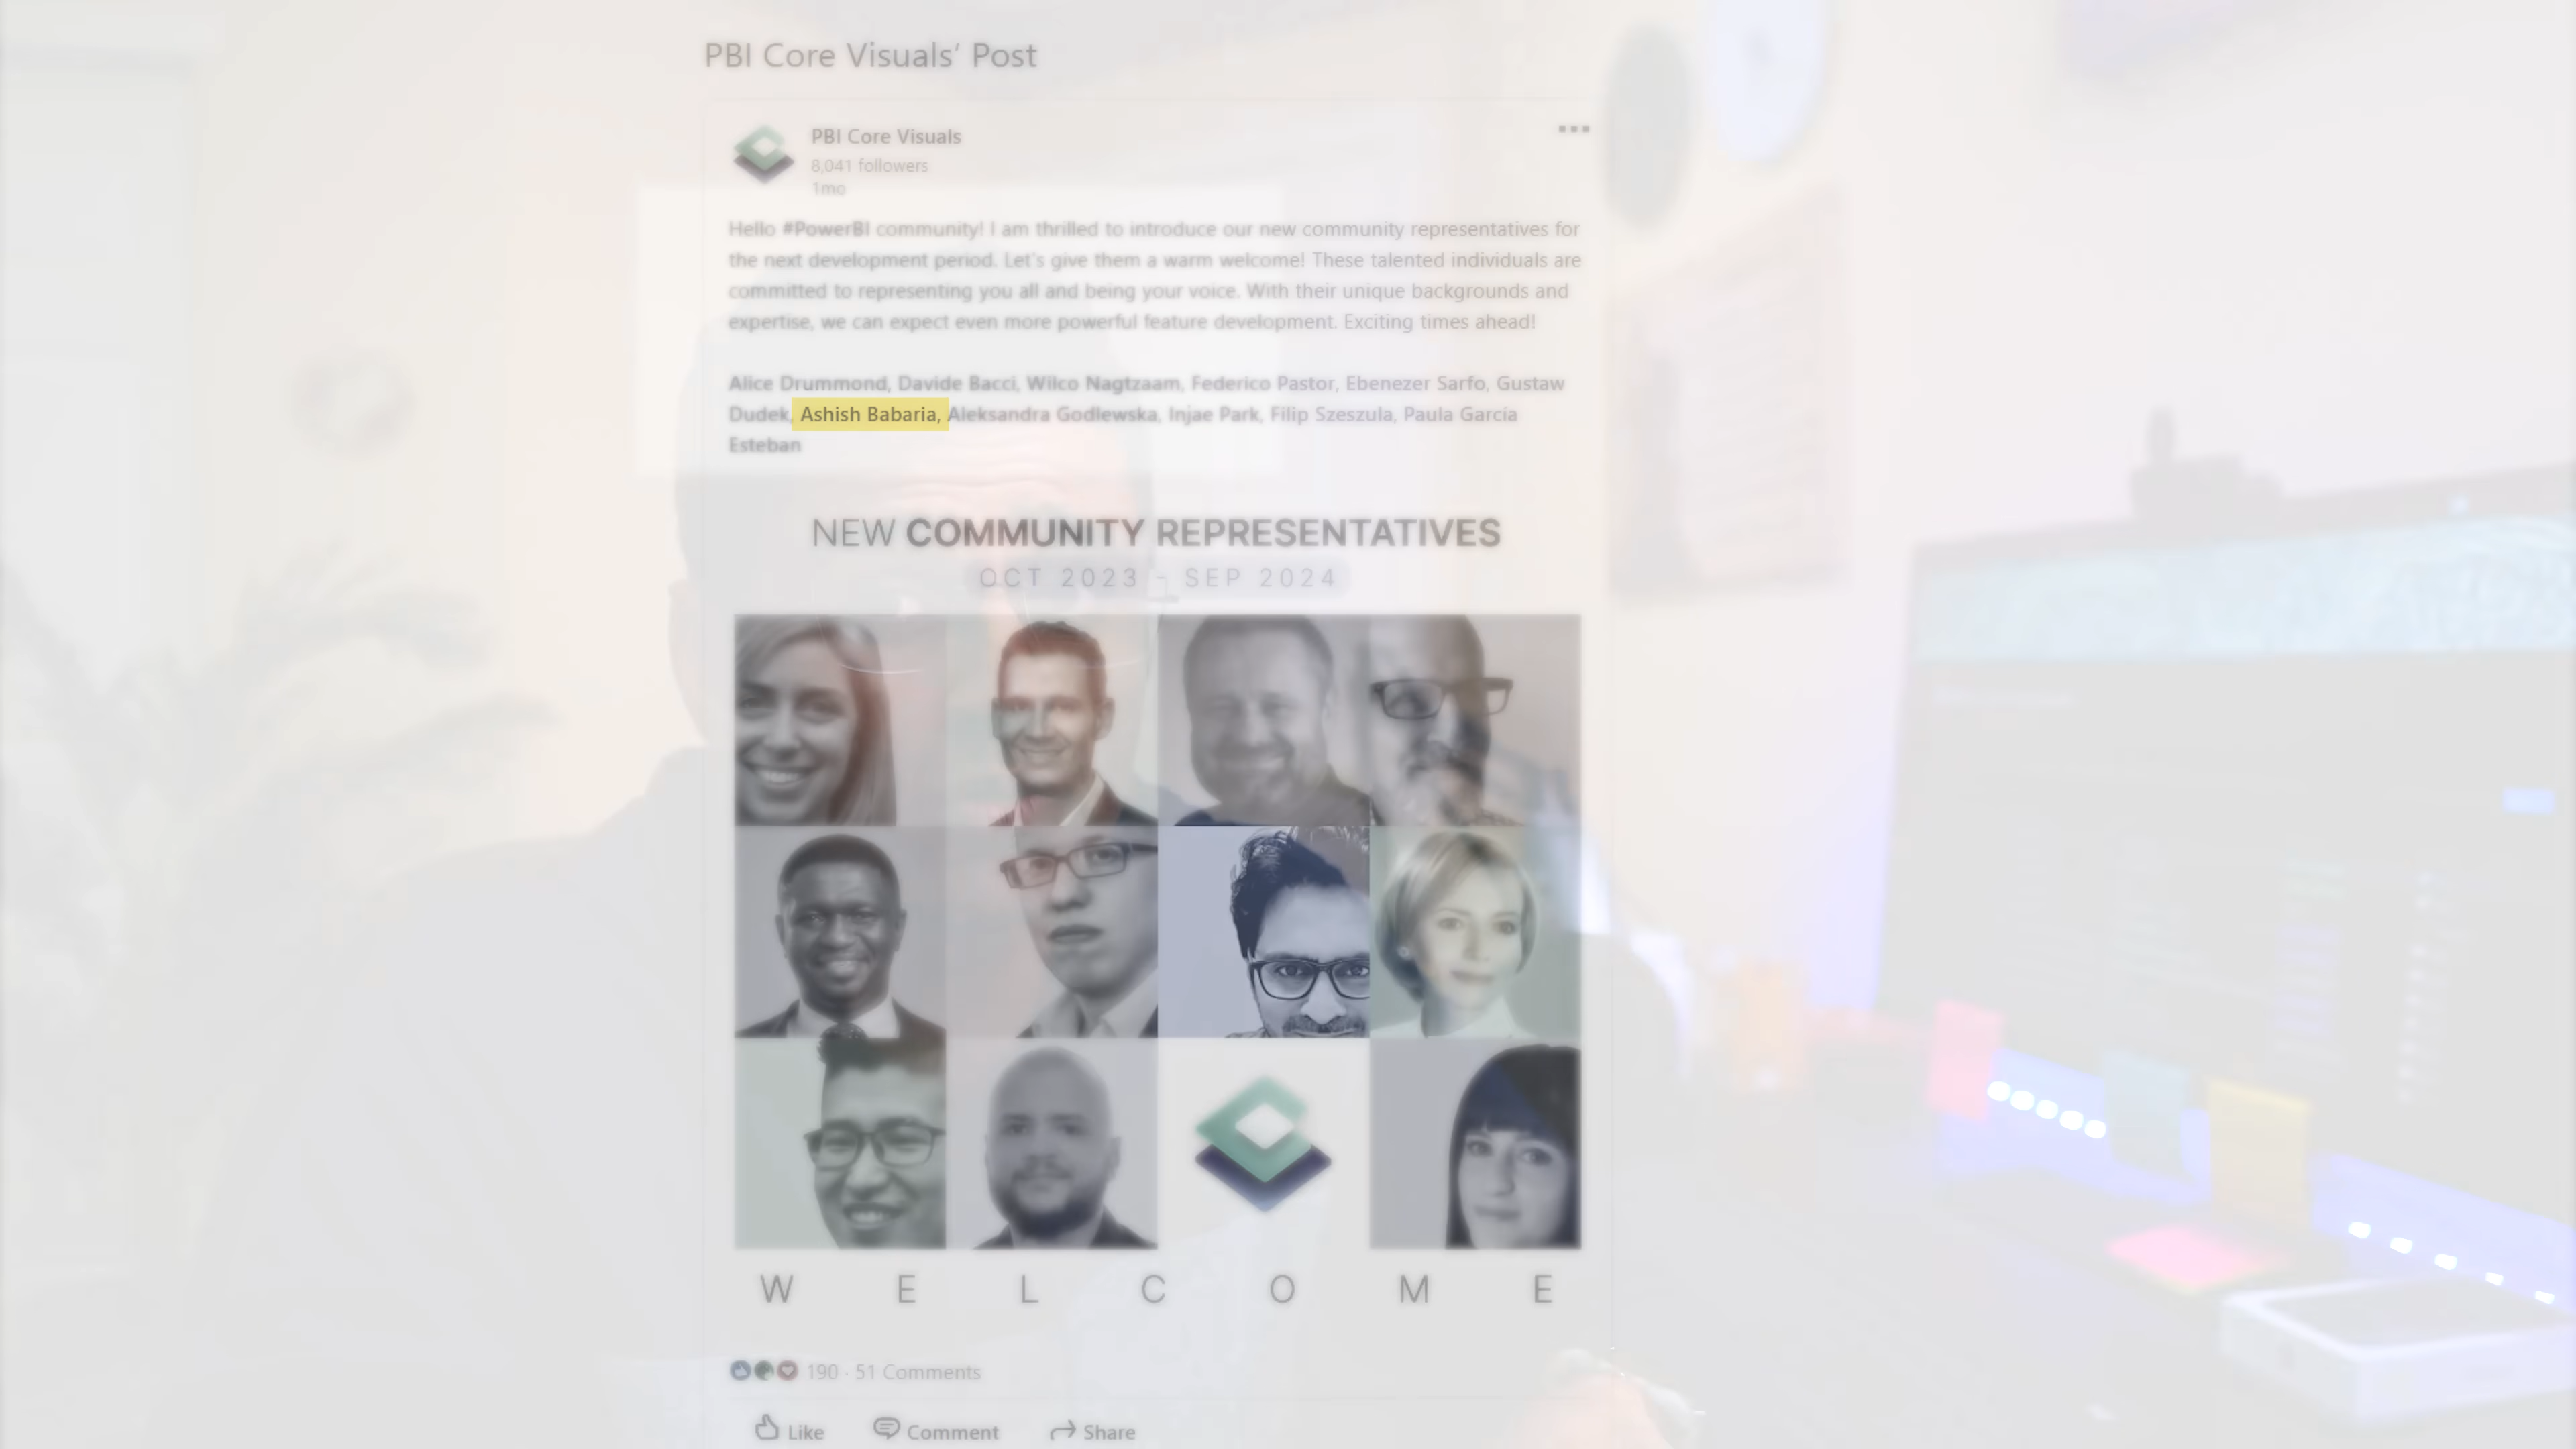 PBI Core Visuals' Post
PBI Core Visuals
8,041 followers
1mo
Hello #PowerBI community! I am thrilled to introduce our new community representatives for
the next development period. Let's give them a warm welcome! These talented individuals are
committed to representing you all and being your voice. With their unique backgrounds and
expertise, we can expect even more powerful feature development. Exciting times ahead!
Alice Drummond, Davide Bacci, Wilco Nagtzaam, Federico Pastor, Ebenezer Sarfo, Gustaw
Dudek, Ashish Babaria, Aleksandra Godlewska, Injae Park, Filip Szeszula, Paula García
Esteban
NEW COMMUNITY REPRESENTATIVES
OCT 2023 - SEP 2024
W E L C O M E
190 · 51 Comments
Like Comment Share